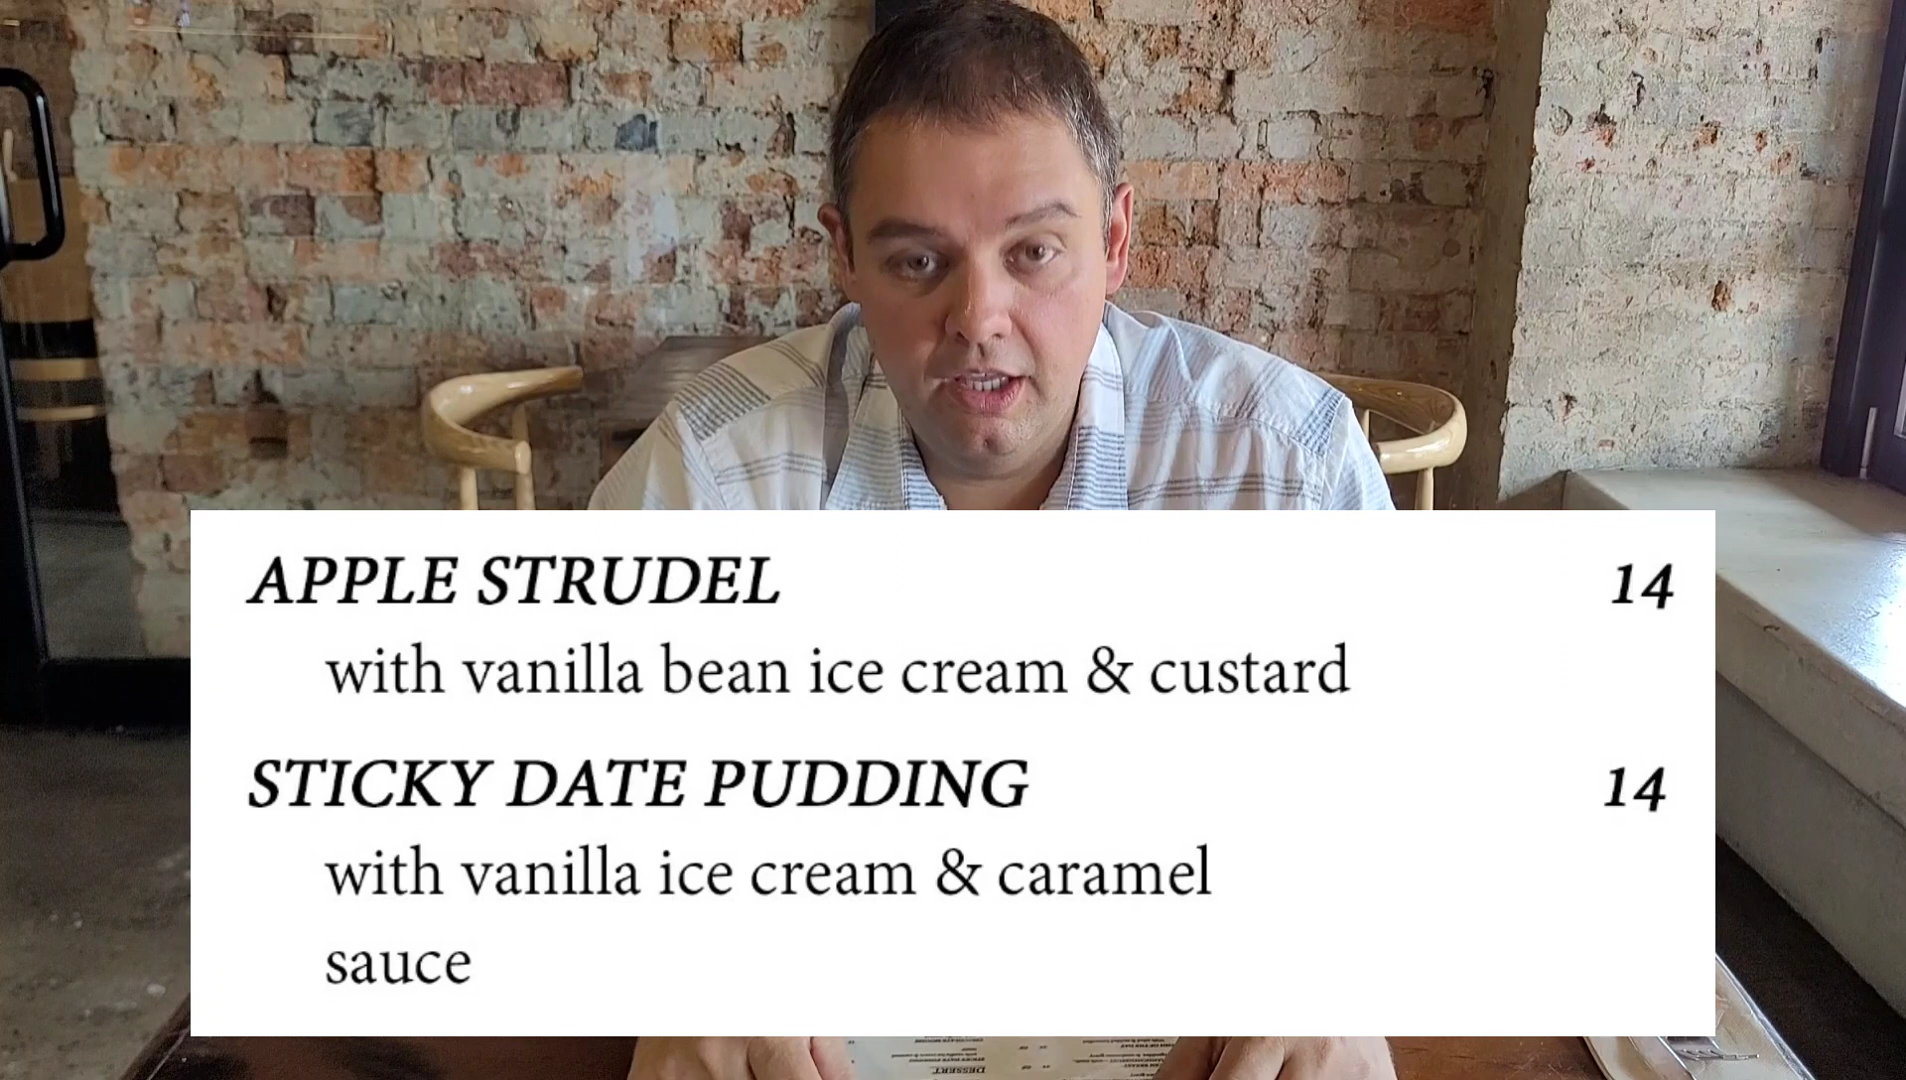 APPLE STRUDEL 14
with vanilla bean ice cream & custard
STICKY DATE PUDDING 14
with vanilla ice cream & caramel
sauce
DESSERT